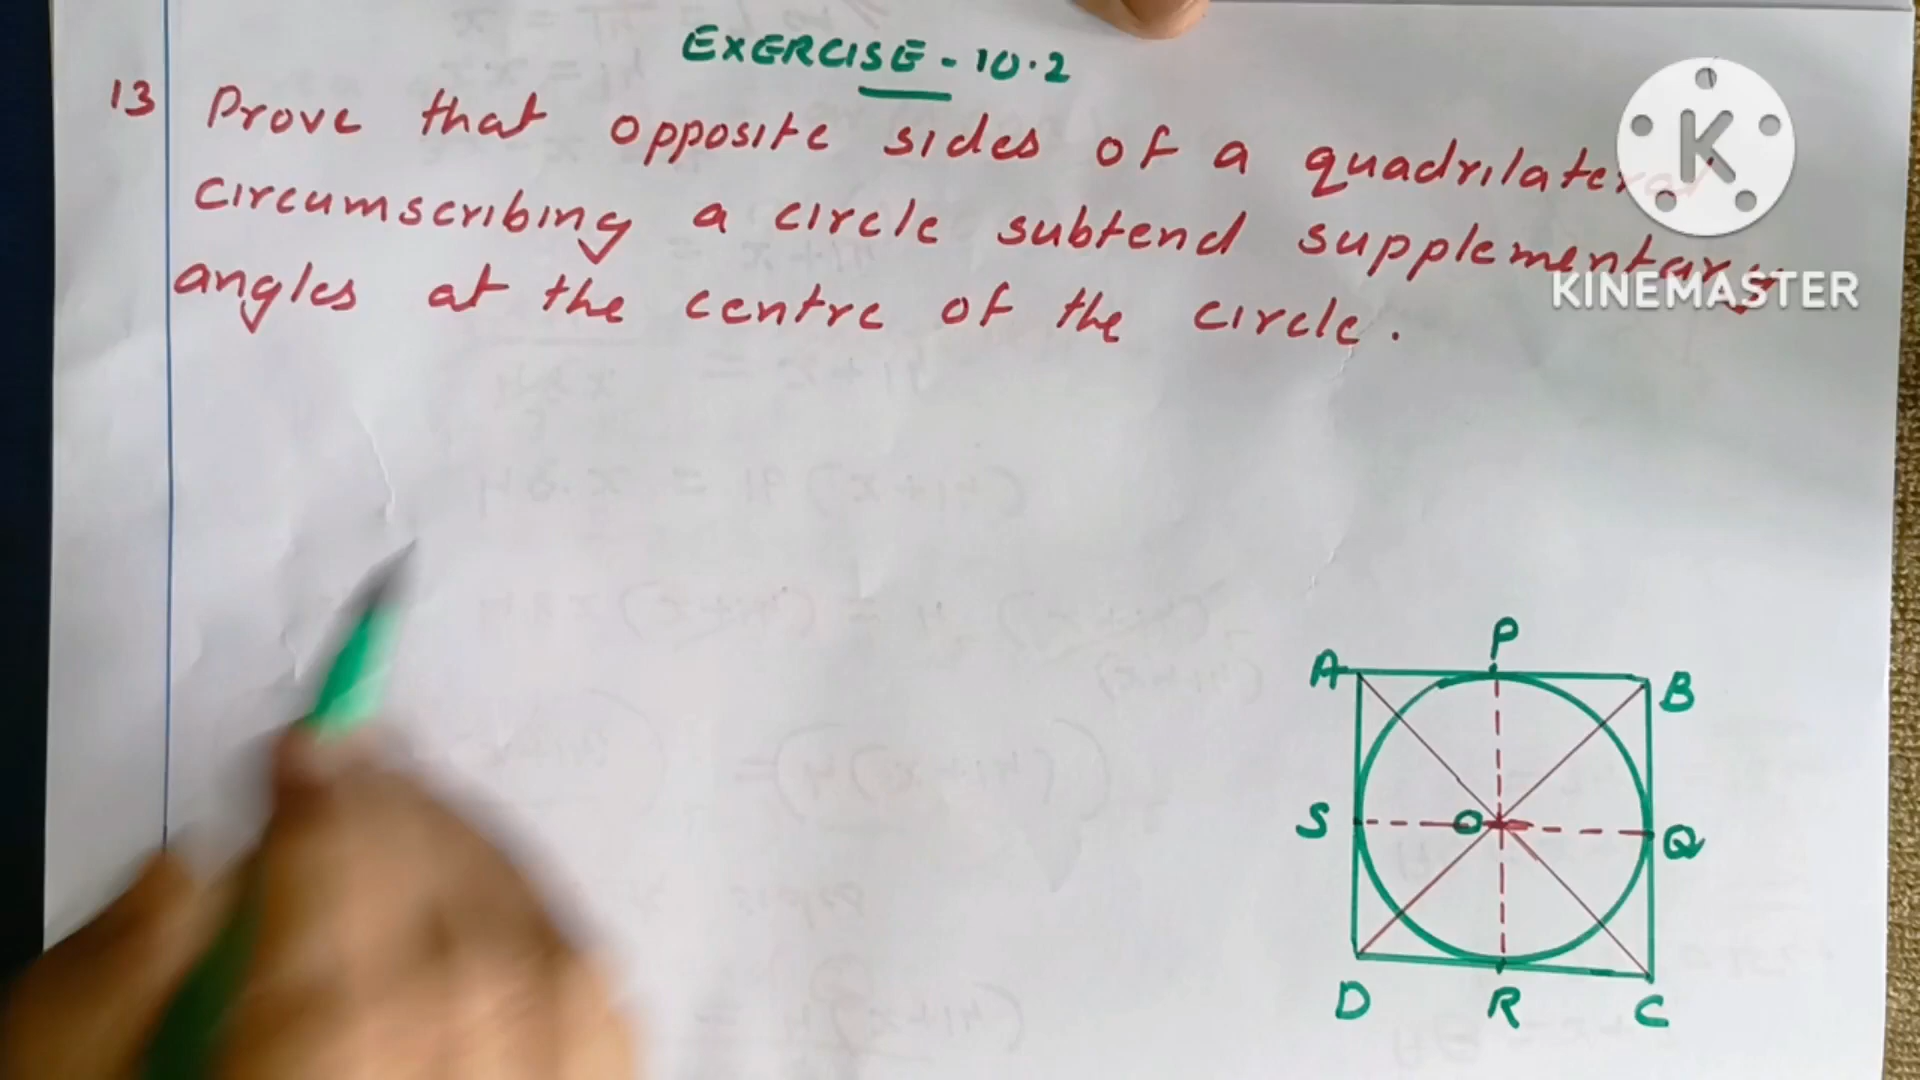 EXERCISE - 10.2
13 Prove that opposite sides of a quadrilateral
circumscribing a circle subtend supplementary
angles at the centre of the circle.
K
KINEMASTER
P
A
B
S
O
Q
D
R
C